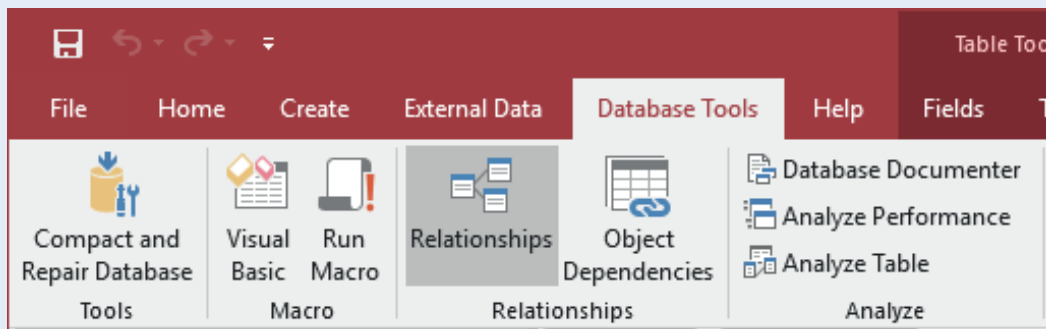 Table Too
File Home Create External Data Database Tools Help Fields T
Compact and
Repair Database
Visual
Basic
Run
Macro
Relationships
Object
Dependencies
Database Documenter
Analyze Performance
Analyze Table
Tools Macro Relationships Analyze